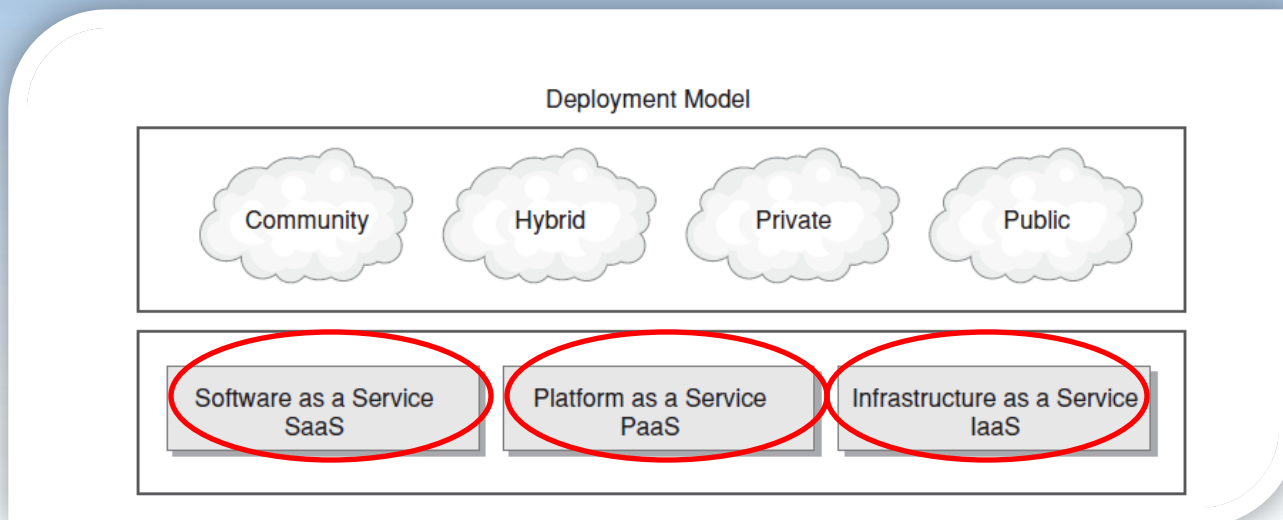 Deployment Model
Community
Hybrid
Private
Public
Software as a Service
SaaS
Platform as a Service
PaaS
Infrastructure as a Service
IaaS